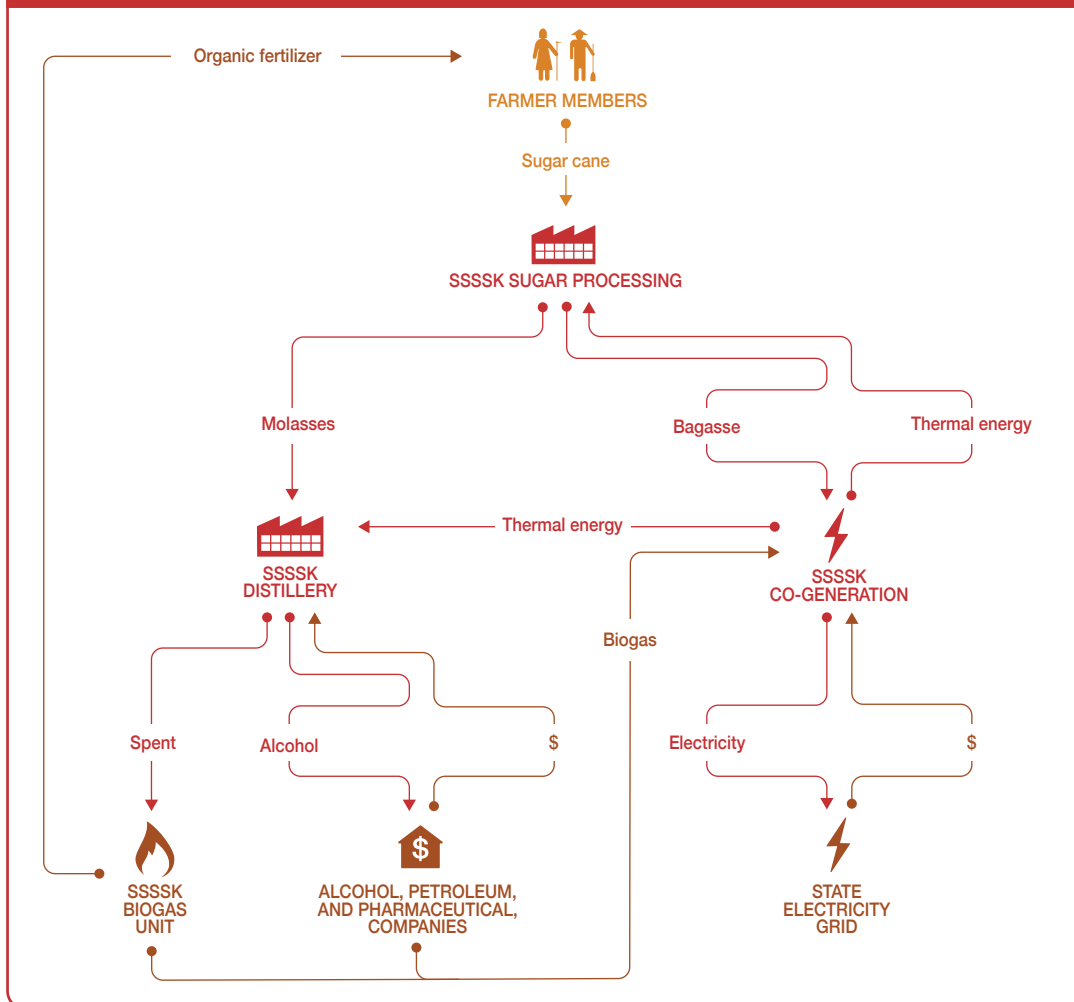 Organic fertilizer
FARMER MEMBERS
Sugar cane
SSSSK SUGAR PROCESSING
Molasses
Bagasse
Thermal energy
Thermal energy
SSSSK
DISTILLERY
SSSSK
CO-GENERATION
Biogas
Spent
Alcohol
$
Electricity
$
$
SSSSK
BIOGAS
UNIT
ALCOHOL, PETROLEUM,
AND PHARMACEUTICAL,
COMPANIES
STATE
ELECTRICITY
GRID